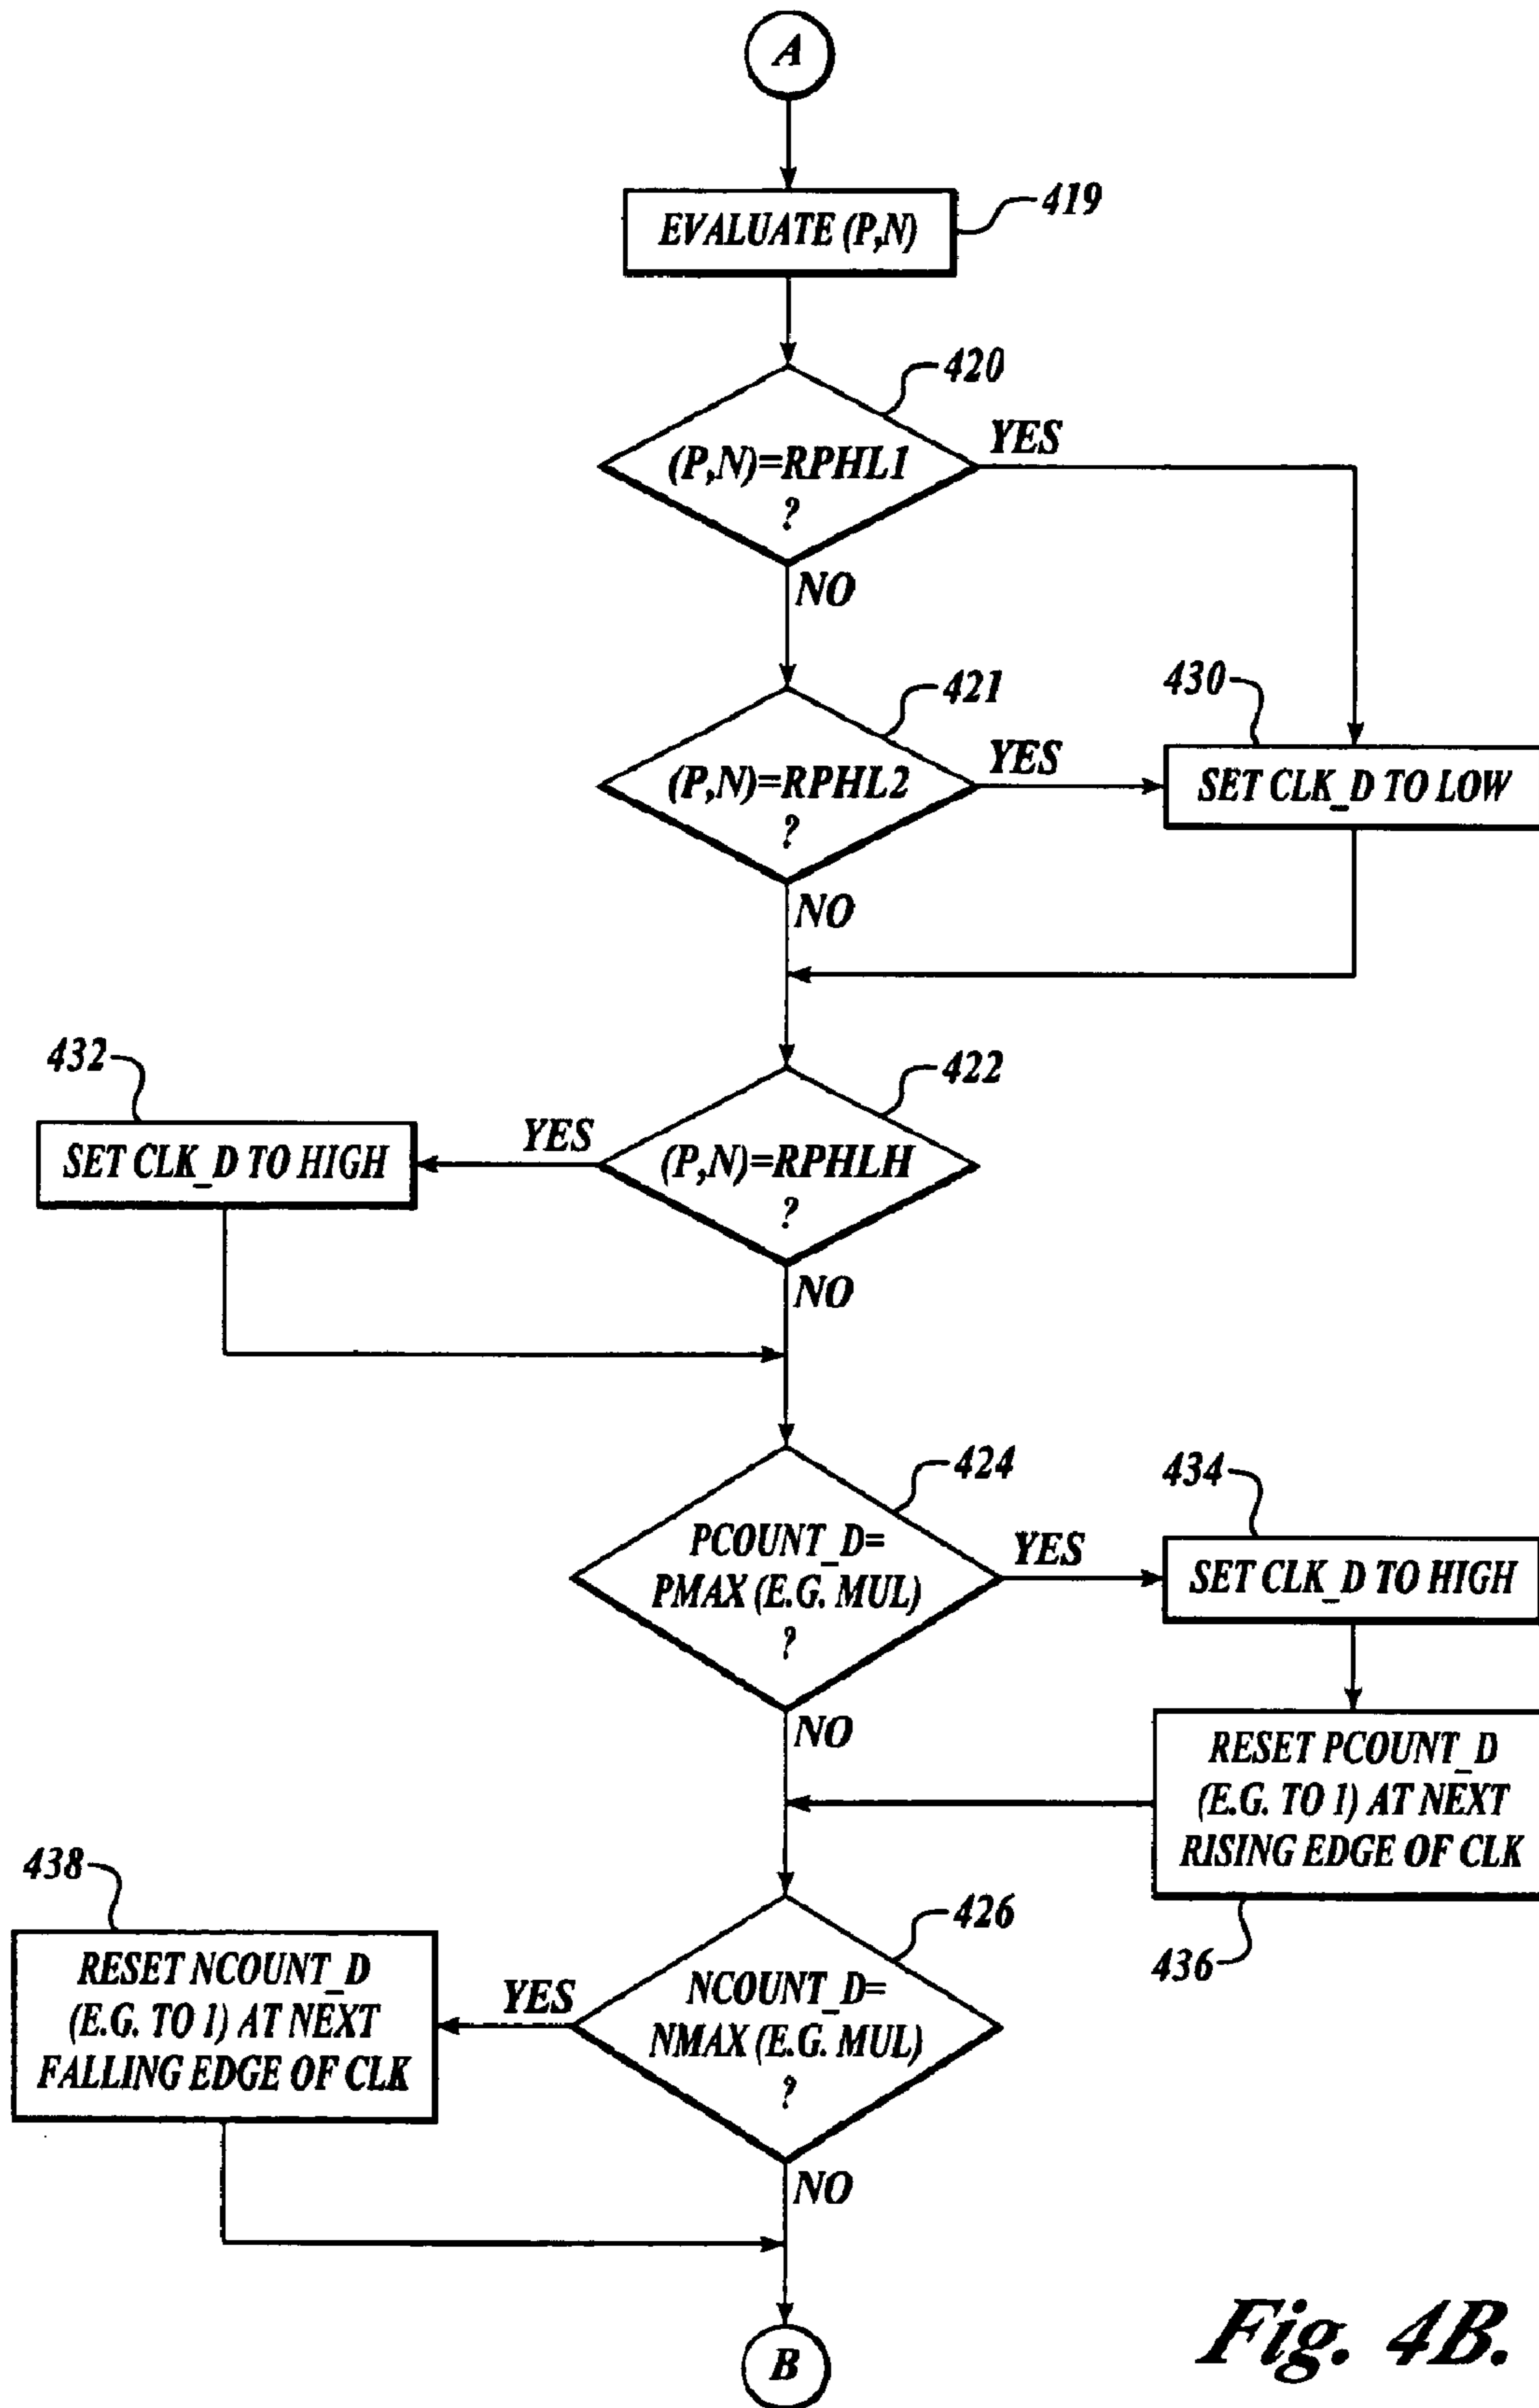 A
EVALUATE (P,N)
419
420
(P,N)=RPHL1
?
YES
NO
421
(P,N)=RPHL2
?
YES
NO
430
SET CLK_D TO LOW
432
SET CLK_D TO HIGH
YES
422
(P,N)=RPHLH
?
NO
424
PCOUNT_D=
PMAX (E.G. MUL)
?
YES
NO
434
SET CLK_D TO HIGH
RESET PCOUNT_D
(E.G. TO 1) AT NEXT
RISING EDGE OF CLK
436
438
RESET NCOUNT_D
(E.G. TO 1) AT NEXT
FALLING EDGE OF CLK
YES
426
NCOUNT_D=
NMAX (E.G. MUL)
?
NO
B
Fig. 4B.